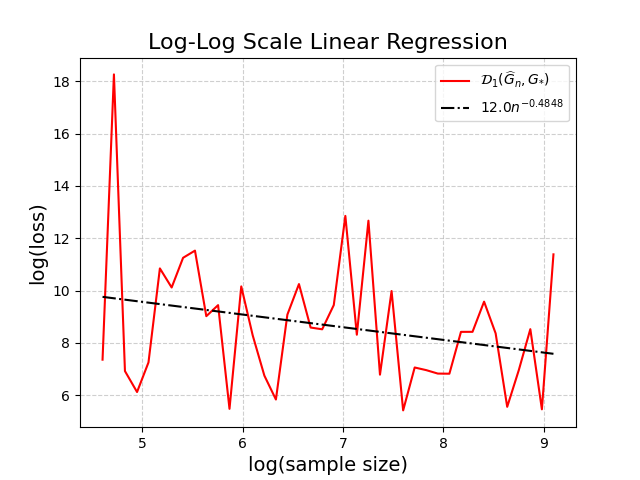 Log-Log Scale Linear Regression
log(loss)
18
16
14
12
10
8
6
5 6 7 8 9
log(sample size)
𝒟₁(Ĝₙ, G⁎)
12.0n⁻⁰·⁴⁸⁴⁸